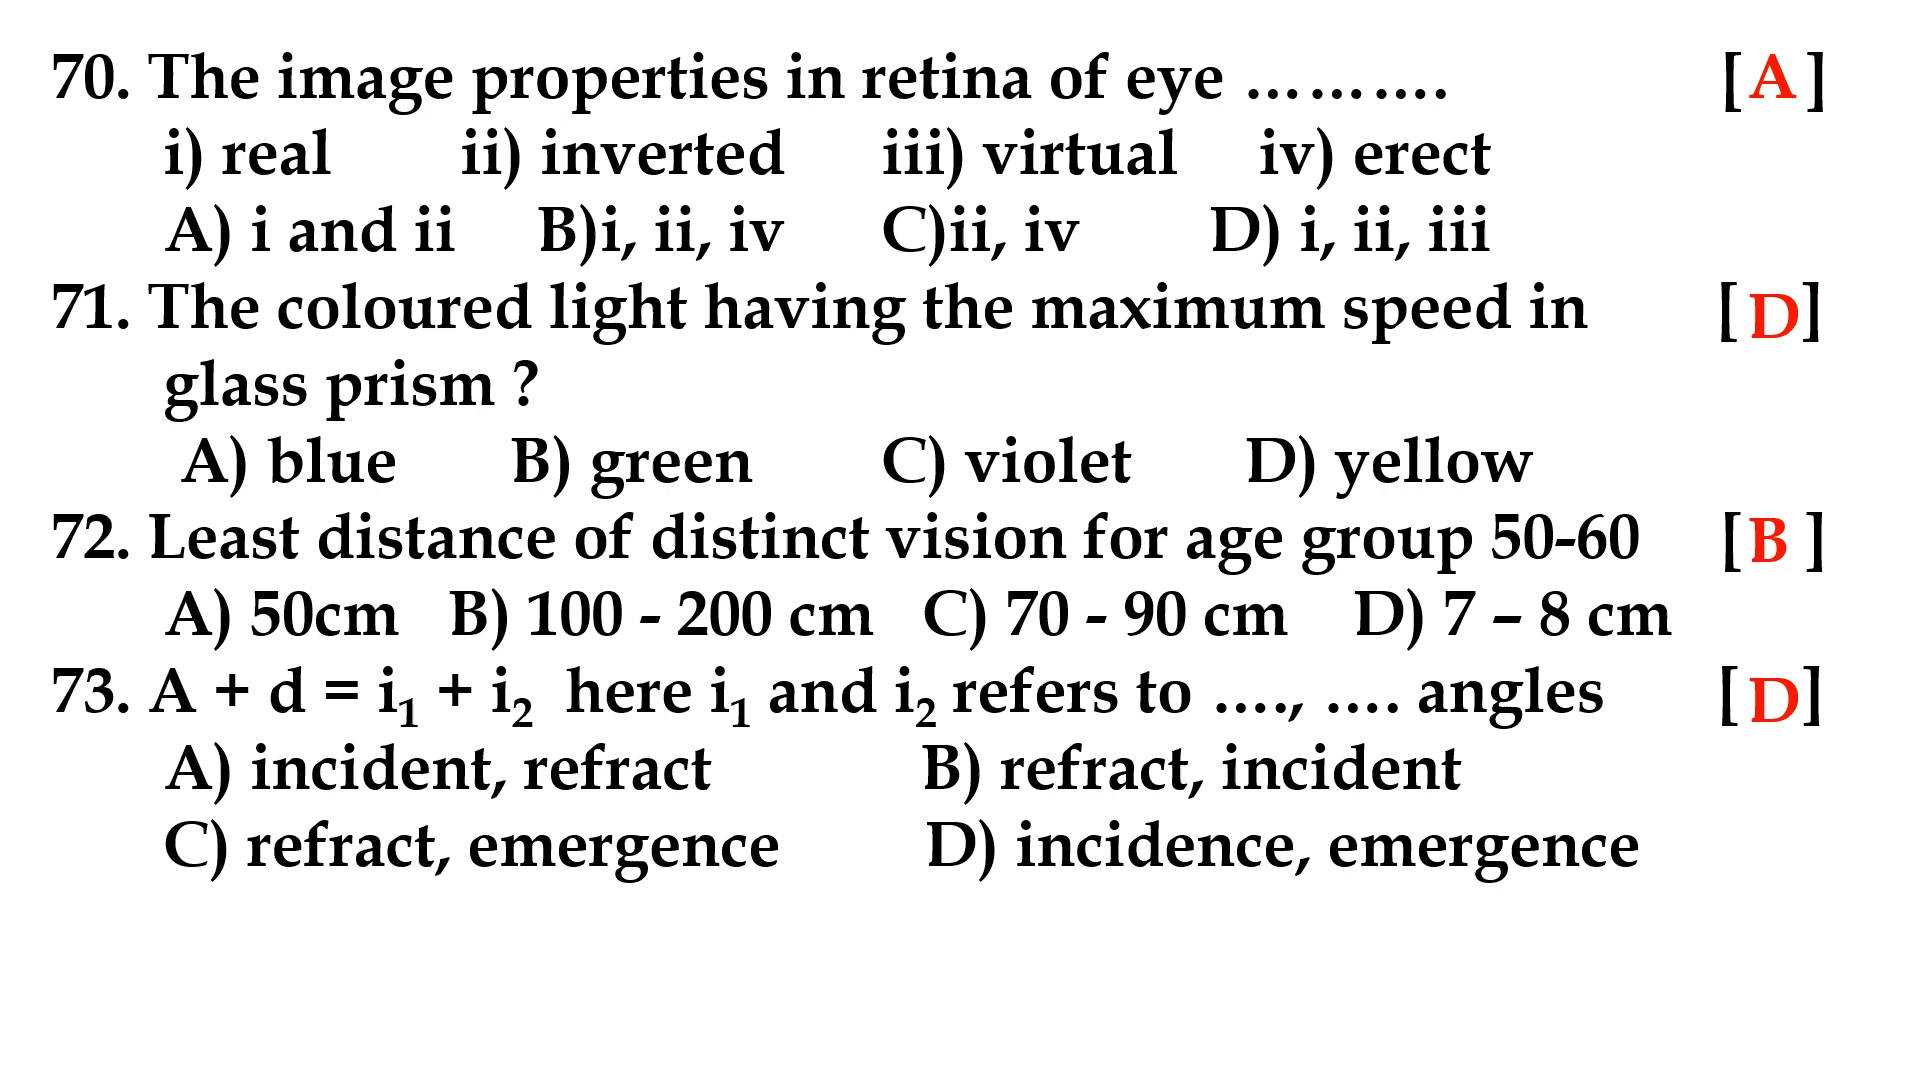 70. The image properties in retina of eye ………. [ A ]
i) real ii) inverted iii) virtual iv) erect
A) i and ii B)i, ii, iv C)ii, iv D) i, ii, iii
71. The coloured light having the maximum speed in [ D]
glass prism ?
A) blue B) green C) violet D) yellow
72. Least distance of distinct vision for age group 50-60 [ B ]
A) 50cm B) 100 - 200 cm C) 70 - 90 cm D) 7 – 8 cm
73. A + d = i₁ + i₂ here i₁ and i₂ refers to …., …. angles [ D]
A) incident, refract B) refract, incident
C) refract, emergence D) incidence, emergence